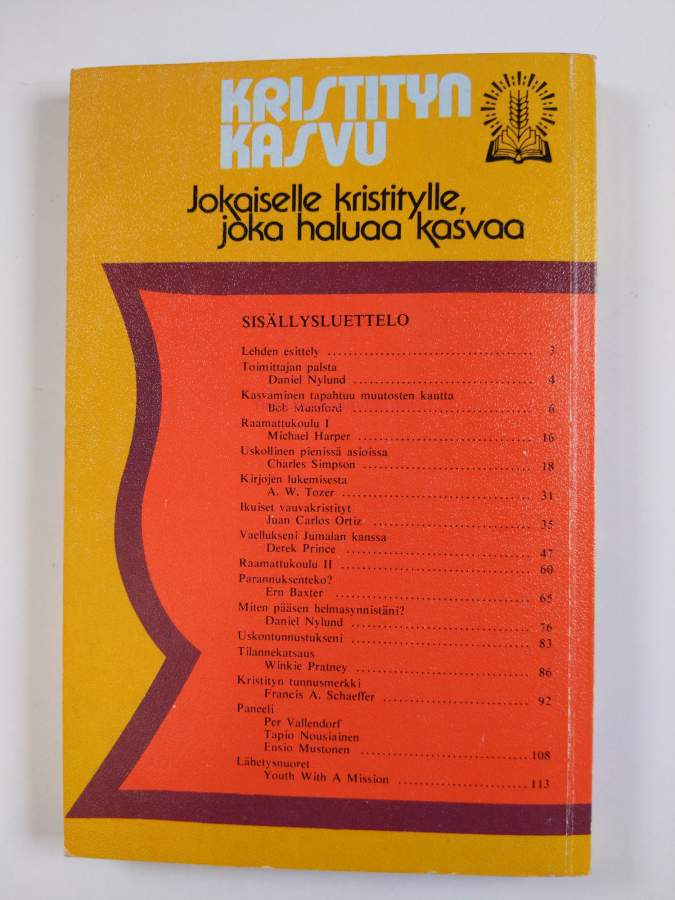 KRISTITYN
KASVU
Jokaiselle kristitylle,
joka haluaa kasvaa
SISÄLLYSLUETTELO
Lehden esittely ........ 3
Toimittajan palsta
Daniel Nylund ........ 4
Kasvaminen tapahtuu muutosten kautta
Bob Mumford ........ 6
Raamattukoulu I
Michael Harper ........ 16
Uskollinen pienissä asioissa
Charles Simpson ........ 18
Kirjojen lukemisesta
A. W. Tozer ........ 31
Ikuiset vauvakristityt
Juan Carlos Ortiz ........ 35
Vaellukseni Jumalan kanssa
Derek Prince ........ 47
Raamattukoulu II ........ 60
Parannuksenteko?
Ern Baxter ........ 65
Miten pääsen helmasynnistäni?
Daniel Nylund ........ 76
Uskontunnustukseni ........ 83
Tilannekatsaus
Winkie Pratney ........ 86
Kristityn tunnusmerkki
Francis A. Schaeffer ........ 92
Paneeli
Per Vallendorf
Tapio Nousiainen
Ensio Mustonen ........ 108
Lähetysnuoret
Youth With A Mission ........ 113